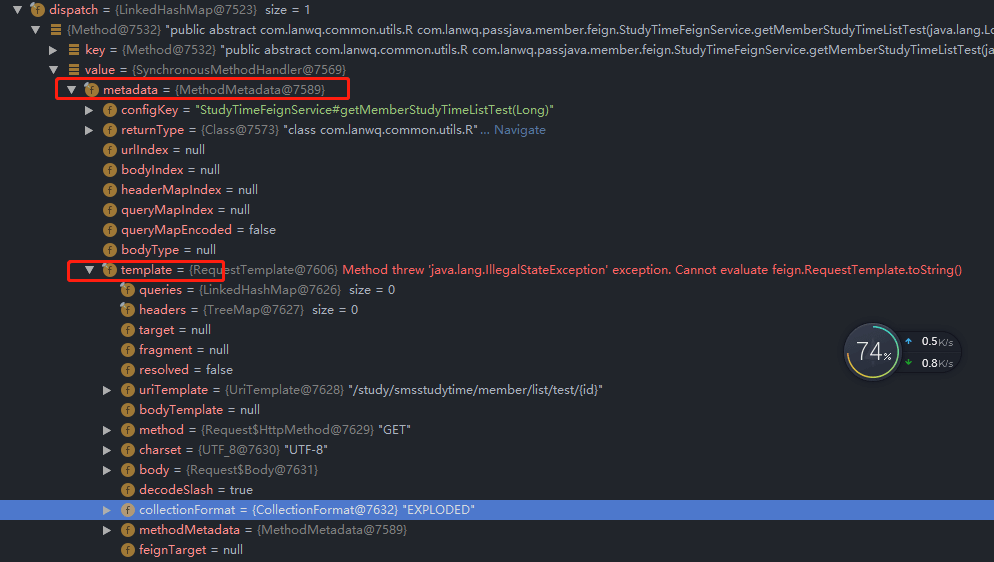 dispatch = {LinkedHashMap@7523} size = 1
{Method@7532} "public abstract com.lanwq.common.utils.R com.lanwq.passjava.member.feign.StudyTimeFeignService.getMemberStudyTimeListTest(java.lang.Lo
key = {Method@7532} "public abstract com.lanwq.common.utils.R com.lanwq.passjava.member.feign.StudyTimeFeignService.getMemberStudyTimeListTest(ja
value = {SynchronousMethodHandler@7569}
metadata = {MethodMetadata@7589}
configKey = "StudyTimeFeignService#getMemberStudyTimeListTest(Long)"
returnType = {Class@7573} "class com.lanwq.common.utils.R" ... Navigate
urlIndex = null
bodyIndex = null
headerMapIndex = null
queryMapIndex = null
queryMapEncoded = false
bodyType = null
template = {RequestTemplate@7606} Method threw 'java.lang.IllegalStateException' exception. Cannot evaluate feign.RequestTemplate.toString()
queries = {LinkedHashMap@7626} size = 0
headers = {TreeMap@7627} size = 0
target = null
fragment = null
resolved = false
uriTemplate = {UriTemplate@7628} "/study/smsstudytime/member/list/test/{id}"
bodyTemplate = null
method = {Request$HttpMethod@7629} "GET"
charset = {UTF_8@7630} "UTF-8"
body = {Request$Body@7631}
decodeSlash = true
collectionFormat = {CollectionFormat@7632} "EXPLODED"
methodMetadata = {MethodMetadata@7589}
feignTarget = null
74%
0.5K/s
0.8K/s